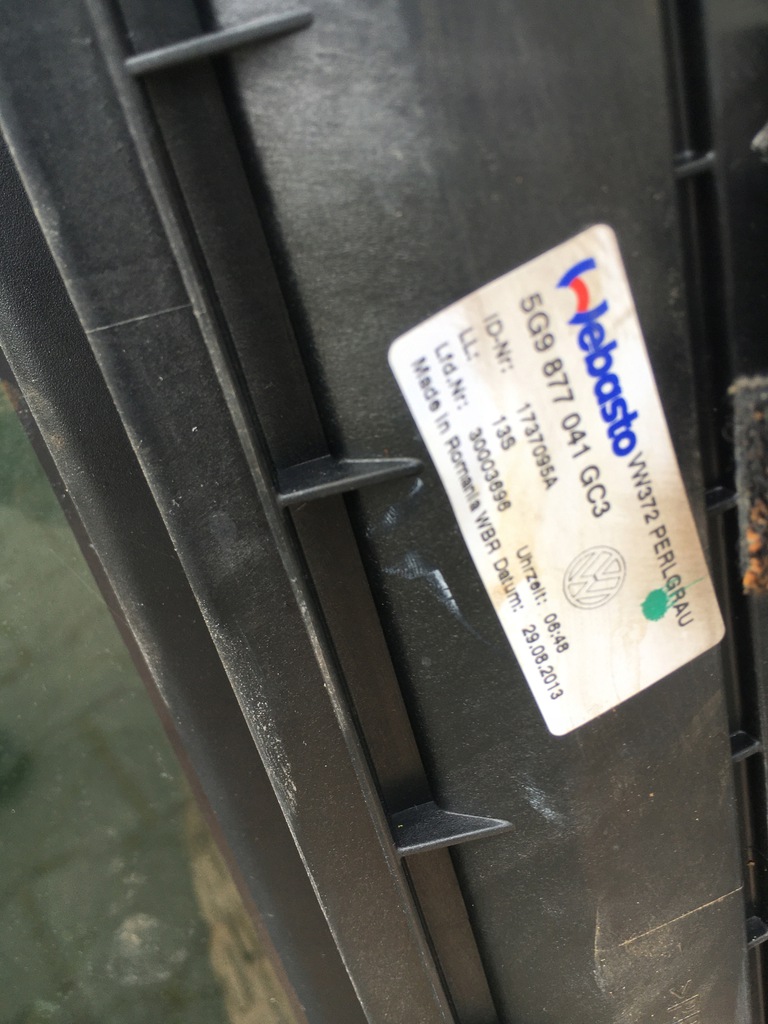 Webasto VW372 PERLGRAU
5G9 877 041 GC3
ID-Nr: 1737095A
LL: 13S Uhrzeit: 06:48
Lfd.Nr: 30003696
Made in Romania WBR Datum: 29.08.2013